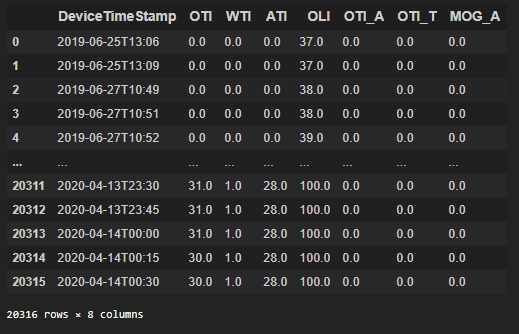 DeviceTimeStamp OTI WTI ATI OLI OTI_A OTI_T MOG_A
0 2019-06-25T13:06 0.0 0.0 0.0 37.0 0.0 0.0 0.0
1 2019-06-25T13:09 0.0 0.0 0.0 37.0 0.0 0.0 0.0
2 2019-06-27T10:49 0.0 0.0 0.0 38.0 0.0 0.0 0.0
3 2019-06-27T10:51 0.0 0.0 0.0 38.0 0.0 0.0 0.0
4 2019-06-27T10:52 0.0 0.0 0.0 39.0 0.0 0.0 0.0
... ... ... ... ... ... ... ... ...
20311 2020-04-13T23:30 31.0 1.0 28.0 100.0 0.0 0.0 0.0
20312 2020-04-13T23:45 31.0 1.0 28.0 100.0 0.0 0.0 0.0
20313 2020-04-14T00:00 31.0 1.0 28.0 100.0 0.0 0.0 0.0
20314 2020-04-14T00:15 30.0 1.0 28.0 100.0 0.0 0.0 0.0
20315 2020-04-14T00:30 30.0 1.0 28.0 100.0 0.0 0.0 0.0
20316 rows × 8 columns